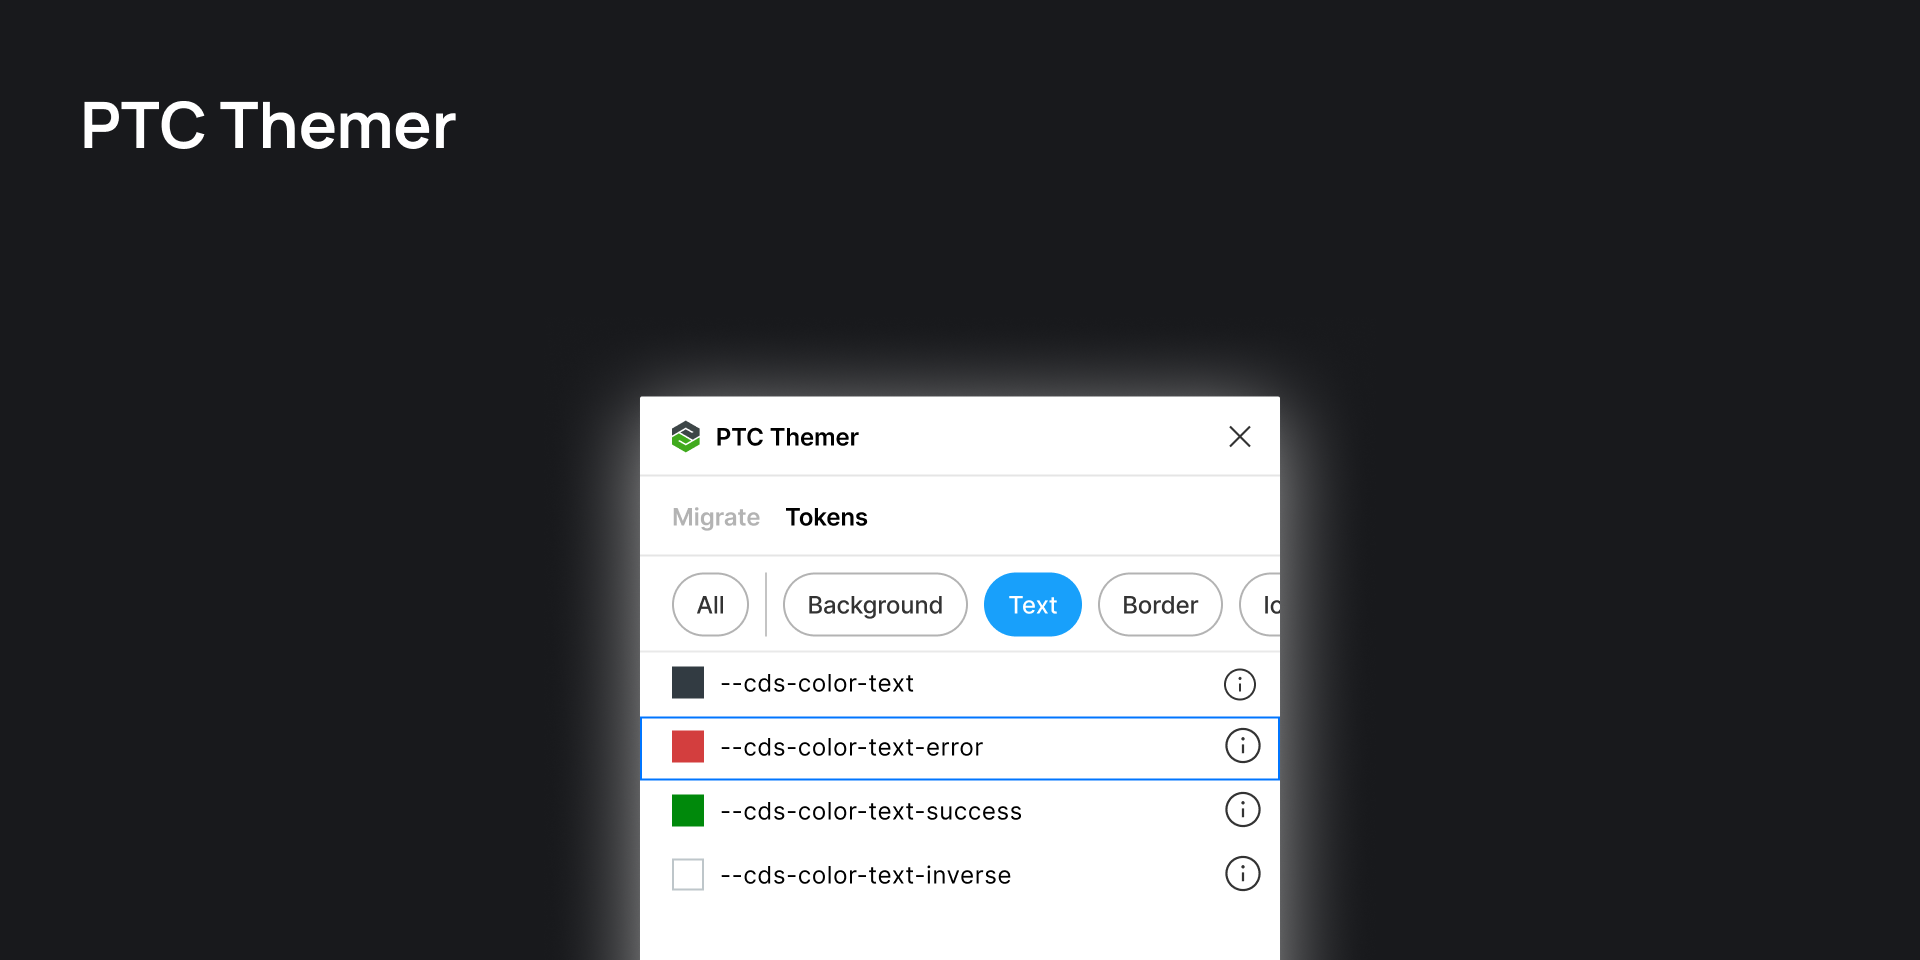 PTC Themer
PTC Themer
Migrate Tokens
All Background Text Border Ic
--cds-color-text
--cds-color-text-error
--cds-color-text-success
--cds-color-text-inverse